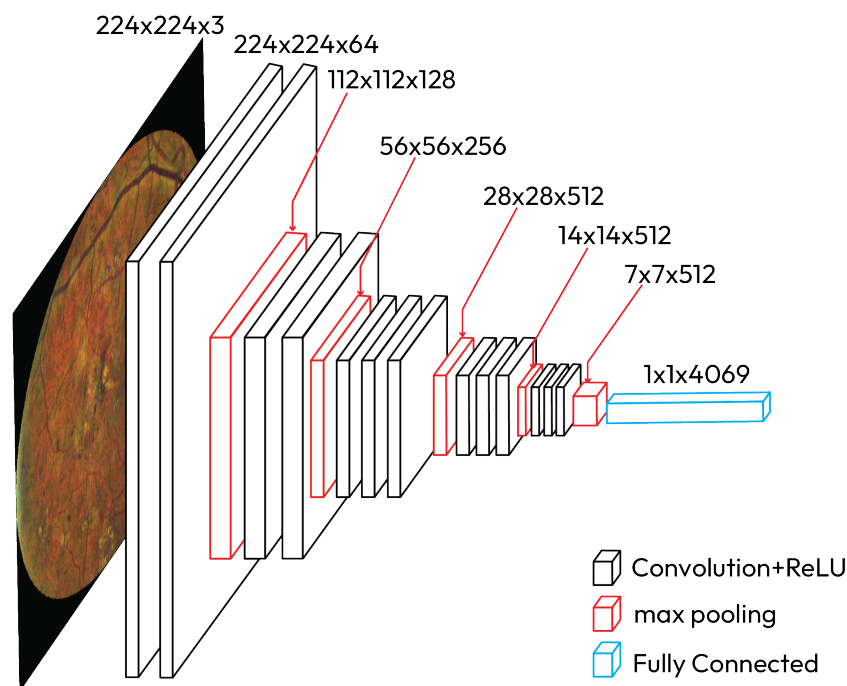 224x224x3
224x224x64
112x112x128
56x56x256
28x28x512
14x14x512
7x7x512
1x1x4069
Convolution+ReLU
max pooling
Fully Connected